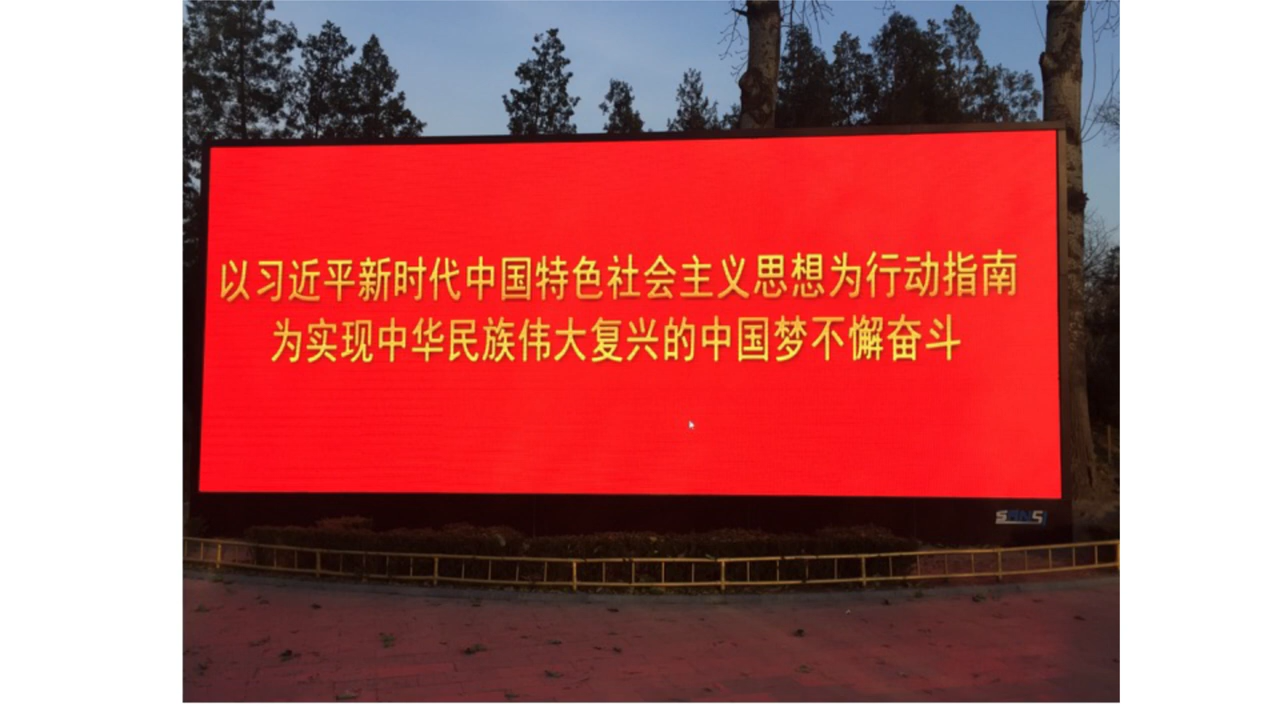 以习近平新时代中国特色社会主义思想为行动指南
为实现中华民族伟大复兴的中国梦不懈奋斗
SANSI